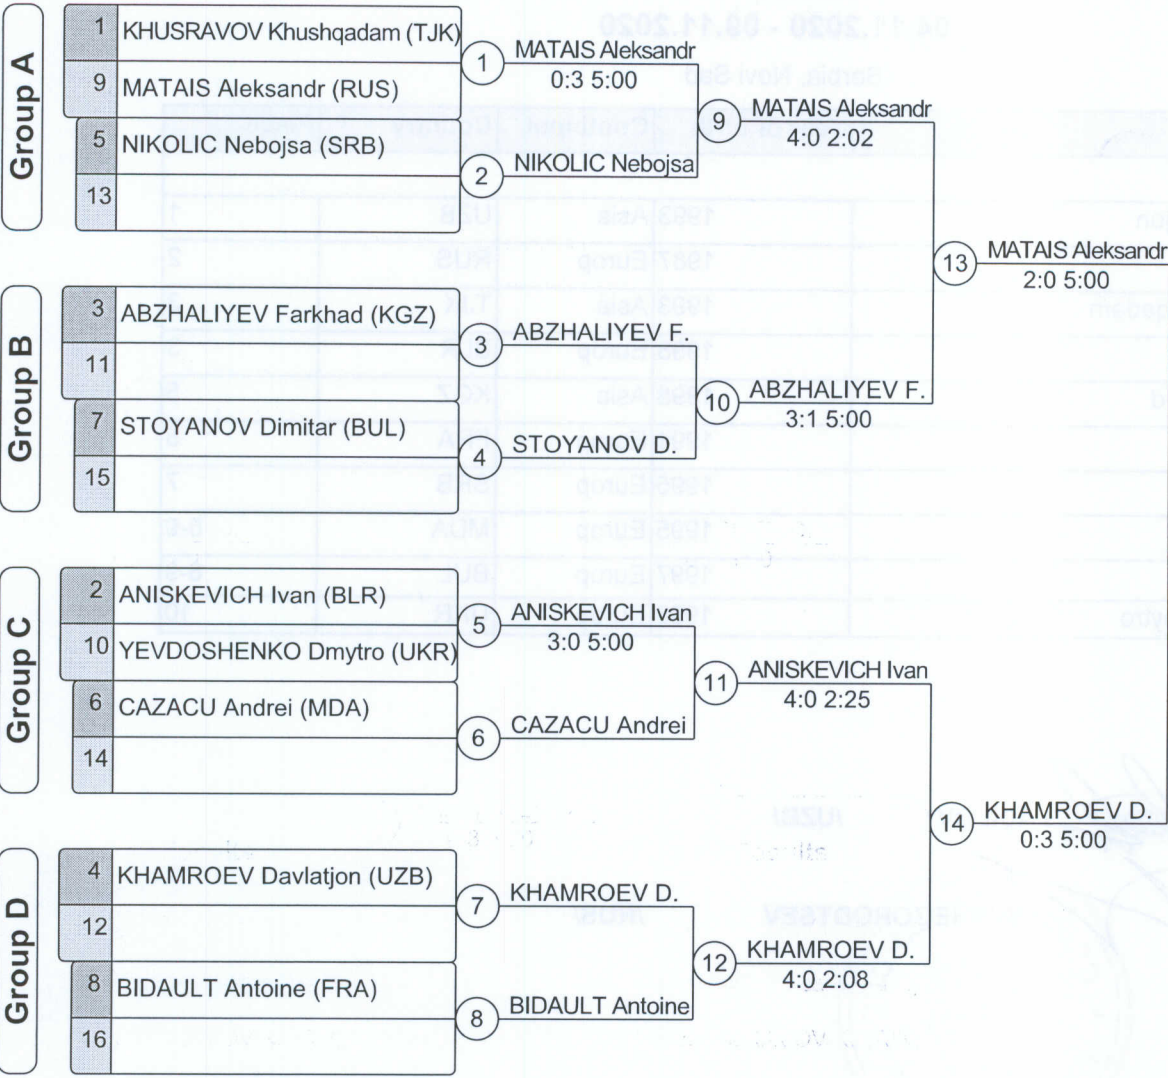 Group A
1 KHUSRAVOV Khushqadam (TJK)
9 MATAIS Aleksandr (RUS)
5 NIKOLIC Nebojsa (SRB)
13
1 MATAIS Aleksandr
0:3 5:00
2 NIKOLIC Nebojsa
9 MATAIS Aleksandr
4:0 2:02
Group B
3 ABZHALIYEV Farkhad (KGZ)
11
7 STOYANOV Dimitar (BUL)
15
3 ABZHALIYEV F.
4 STOYANOV D.
10 ABZHALIYEV F.
3:1 5:00
13 MATAIS Aleksandr
2:0 5:00
Group C
2 ANISKEVICH Ivan (BLR)
10 YEVDOSHENKO Dmytro (UKR)
6 CAZACU Andrei (MDA)
14
5 ANISKEVICH Ivan
3:0 5:00
6 CAZACU Andrei
11 ANISKEVICH Ivan
4:0 2:25
Group D
4 KHAMROEV Davlatjon (UZB)
12
8 BIDAULT Antoine (FRA)
16
7 KHAMROEV D.
8 BIDAULT Antoine
12 KHAMROEV D.
4:0 2:08
14 KHAMROEV D.
0:3 5:00